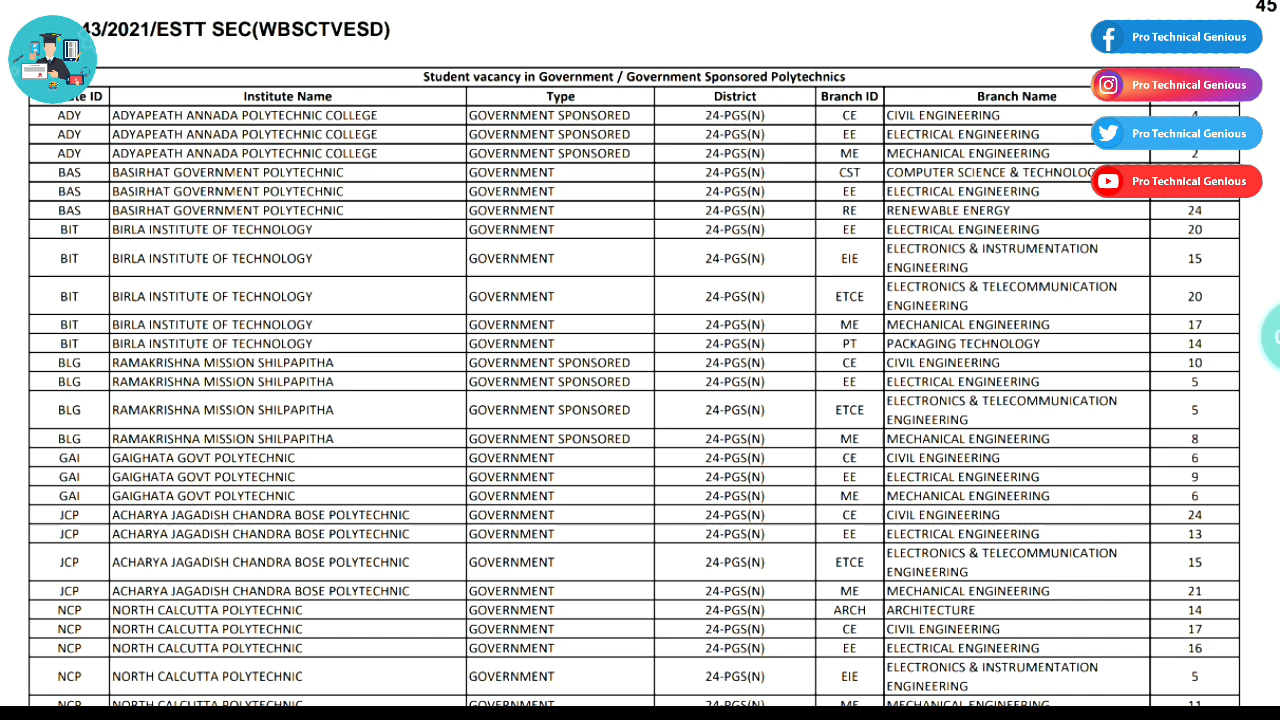 45
43/2021/ESTT SEC(WBSCTVESD)
Pro Technical Genious
Pro Technical Genious
Pro Technical Genious
Pro Technical Genious
Student vacancy in Government / Government Sponsored Polytechnics
ID Institute Name Type District Branch ID Branch Name
ADY ADYAPEATH ANNADA POLYTECHNIC COLLEGE GOVERNMENT SPONSORED 24-PGS(N) CE CIVIL ENGINEERING 4
ADY ADYAPEATH ANNADA POLYTECHNIC COLLEGE GOVERNMENT SPONSORED 24-PGS(N) EE ELECTRICAL ENGINEERING
ADY ADYAPEATH ANNADA POLYTECHNIC COLLEGE GOVERNMENT SPONSORED 24-PGS(N) ME MECHANICAL ENGINEERING 2
BAS BASIRHAT GOVERNMENT POLYTECHNIC GOVERNMENT 24-PGS(N) CST COMPUTER SCIENCE & TECHNOLOG
BAS BASIRHAT GOVERNMENT POLYTECHNIC GOVERNMENT 24-PGS(N) EE ELECTRICAL ENGINEERING
BAS BASIRHAT GOVERNMENT POLYTECHNIC GOVERNMENT 24-PGS(N) RE RENEWABLE ENERGY 24
BIT BIRLA INSTITUTE OF TECHNOLOGY GOVERNMENT 24-PGS(N) EE ELECTRICAL ENGINEERING 20
BIT BIRLA INSTITUTE OF TECHNOLOGY GOVERNMENT 24-PGS(N) EIE ELECTRONICS & INSTRUMENTATION
ENGINEERING 15
BIT BIRLA INSTITUTE OF TECHNOLOGY GOVERNMENT 24-PGS(N) ETCE ELECTRONICS & TELECOMMUNICATION
ENGINEERING 20
BIT BIRLA INSTITUTE OF TECHNOLOGY GOVERNMENT 24-PGS(N) ME MECHANICAL ENGINEERING 17
BIT BIRLA INSTITUTE OF TECHNOLOGY GOVERNMENT 24-PGS(N) PT PACKAGING TECHNOLOGY 14
BLG RAMAKRISHNA MISSION SHILPAPITHA GOVERNMENT SPONSORED 24-PGS(N) CE CIVIL ENGINEERING 10
BLG RAMAKRISHNA MISSION SHILPAPITHA GOVERNMENT SPONSORED 24-PGS(N) EE ELECTRICAL ENGINEERING 5
BLG RAMAKRISHNA MISSION SHILPAPITHA GOVERNMENT SPONSORED 24-PGS(N) ETCE ELECTRONICS & TELECOMMUNICATION
ENGINEERING 5
BLG RAMAKRISHNA MISSION SHILPAPITHA GOVERNMENT SPONSORED 24-PGS(N) ME MECHANICAL ENGINEERING 8
GAI GAIGHATA GOVT POLYTECHNIC GOVERNMENT 24-PGS(N) CE CIVIL ENGINEERING 6
GAI GAIGHATA GOVT POLYTECHNIC GOVERNMENT 24-PGS(N) EE ELECTRICAL ENGINEERING 9
GAI GAIGHATA GOVT POLYTECHNIC GOVERNMENT 24-PGS(N) ME MECHANICAL ENGINEERING 6
JCP ACHARYA JAGADISH CHANDRA BOSE POLYTECHNIC GOVERNMENT 24-PGS(N) CE CIVIL ENGINEERING 24
JCP ACHARYA JAGADISH CHANDRA BOSE POLYTECHNIC GOVERNMENT 24-PGS(N) EE ELECTRICAL ENGINEERING 13
JCP ACHARYA JAGADISH CHANDRA BOSE POLYTECHNIC GOVERNMENT 24-PGS(N) ETCE ELECTRONICS & TELECOMMUNICATION
ENGINEERING 15
JCP ACHARYA JAGADISH CHANDRA BOSE POLYTECHNIC GOVERNMENT 24-PGS(N) ME MECHANICAL ENGINEERING 21
NCP NORTH CALCUTTA POLYTECHNIC GOVERNMENT 24-PGS(N) ARCH ARCHITECTURE 14
NCP NORTH CALCUTTA POLYTECHNIC GOVERNMENT 24-PGS(N) CE CIVIL ENGINEERING 17
NCP NORTH CALCUTTA POLYTECHNIC GOVERNMENT 24-PGS(N) EE ELECTRICAL ENGINEERING 16
NCP NORTH CALCUTTA POLYTECHNIC GOVERNMENT 24-PGS(N) EIE ELECTRONICS & INSTRUMENTATION
ENGINEERING 5
NCP NORTH CALCUTTA POLYTECHNIC GOVERNMENT 24-PGS(N) ME MECHANICAL ENGINEERING 11